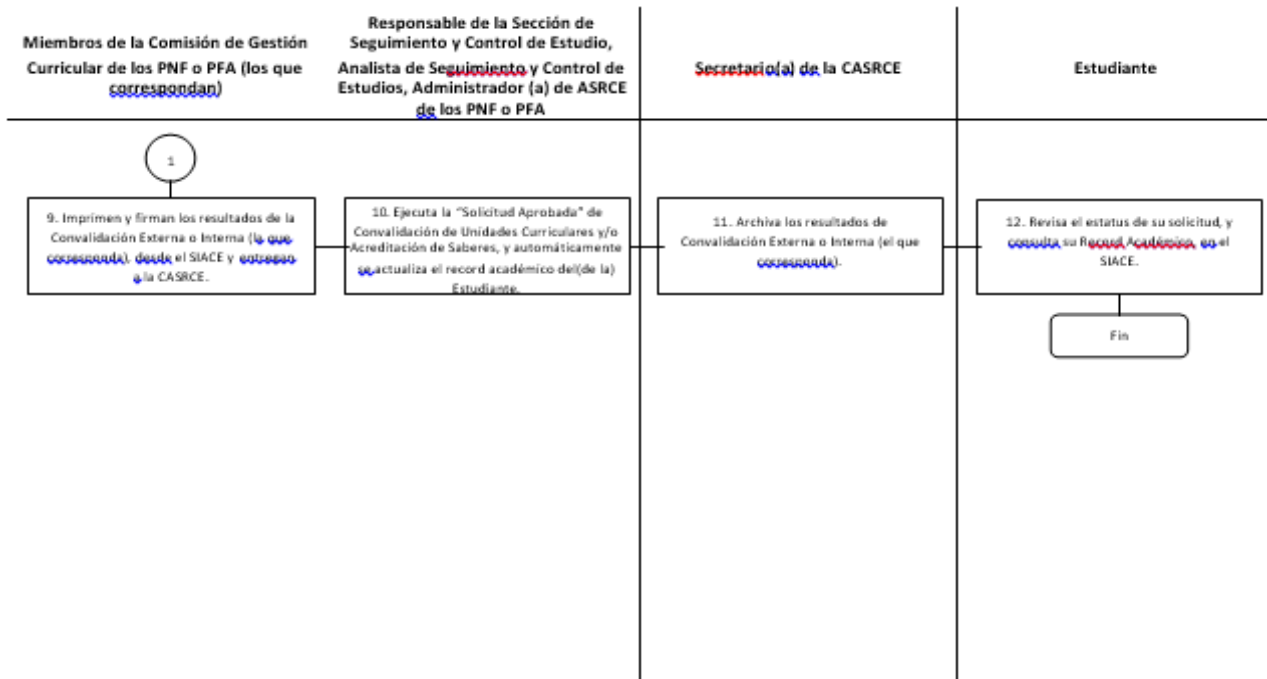 Miembros de la Comisión de Gestión
Curricular de los PNF o PFA (los que
correspondan)
Responsable de la Sección de
Seguimiento y Control de Estudio,
Analista de Seguimiento y Control de
Estudios, Administrador (a) de ASRCE
de los PNF o PFA
Secretario(a) de la CASRCE
Estudiante
1
9. Imprimen y firman los resultados de la
Convalidación Externa o Interna (la que
corresponda), desde el SIACE y entregan
a la CASRCE.
10. Ejecuta la “Solicitud Aprobada” de
Convalidación de Unidades Curriculares y/o
Acreditación de Saberes, y automáticamente
se actualiza el record académico del(de la)
Estudiante.
11. Archiva los resultados de
Convalidación Externa o Interna (el que
corresponda).
12. Revisa el estatus de su solicitud, y
consulta su Record Académico, en el
SIACE.
Fin